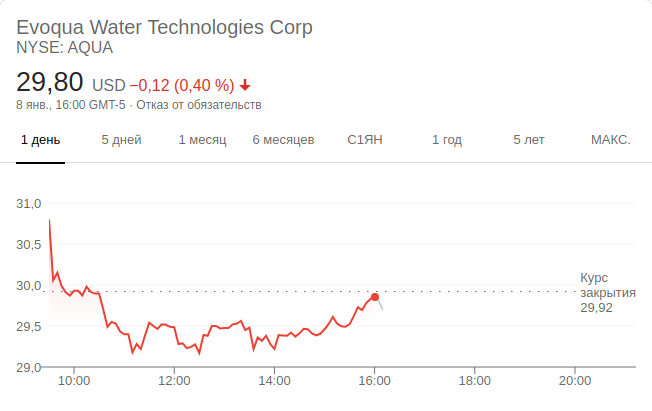 Evoqua Water Technologies Corp
NYSE: AQUA
29,80 USD −0,12 (0,40 %)
8 янв., 16:00 GMT-5 · Отказ от обязательств
1 день 5 дней 1 месяц 6 месяцев С1ЯН 1 год 5 лет МАКС.
31,0
30,5
30,0
29,5
29,0
Курс
закрытия
29,92
10:00 12:00 14:00 16:00 18:00 20:00